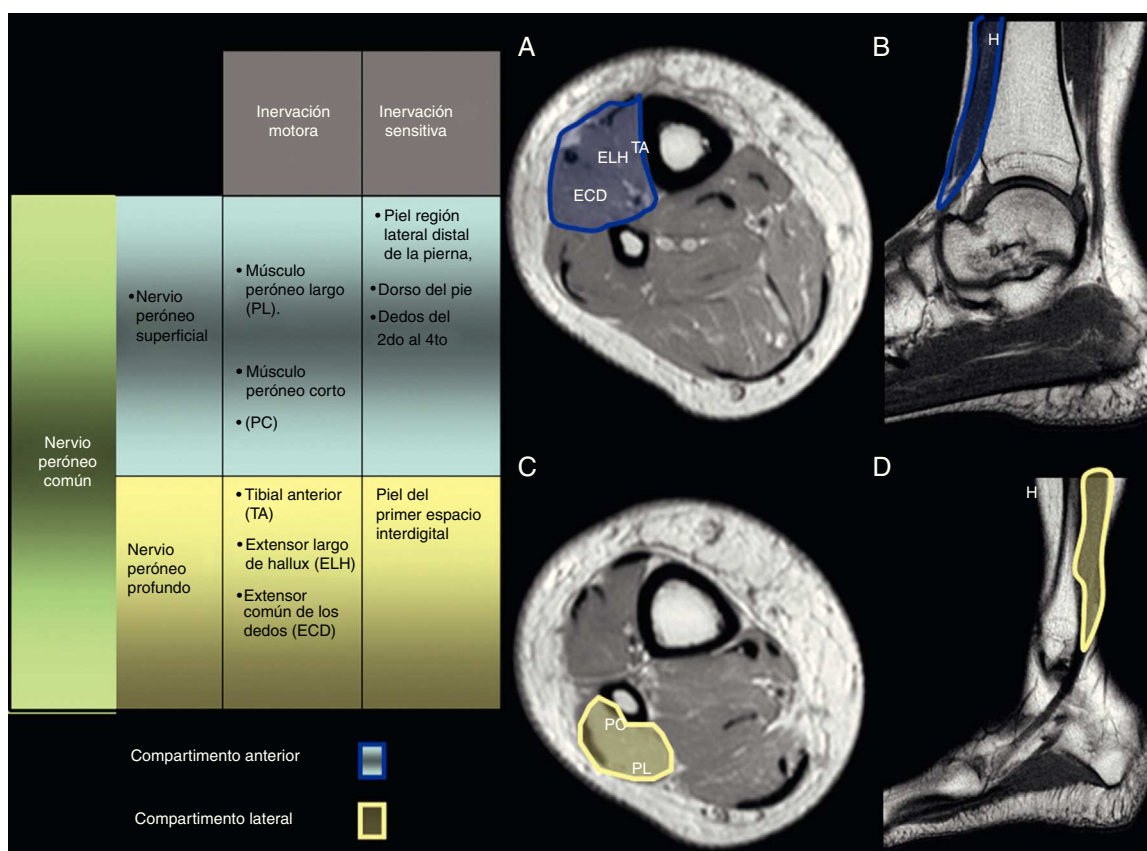 Inervación
motora
Inervación
sensitiva
Nervio
peróneo
común
• Nervio
peróneo
superficial
• Músculo
peróneo largo
(PL).
• Músculo
peróneo corto
• (PC)
• Piel región
lateral distal
de la pierna,
• Dorso del pie
• Dedos del
2do al 4to
Nervio
peróneo
profundo
• Tibial anterior
(TA)
• Extensor largo
de hallux (ELH)
• Extensor
común de los
dedos (ECD)
Piel del
primer espacio
interdigital
Compartimento anterior
Compartimento lateral
A
TA
ELH
ECD
B
H
C
PC
PL
D
H